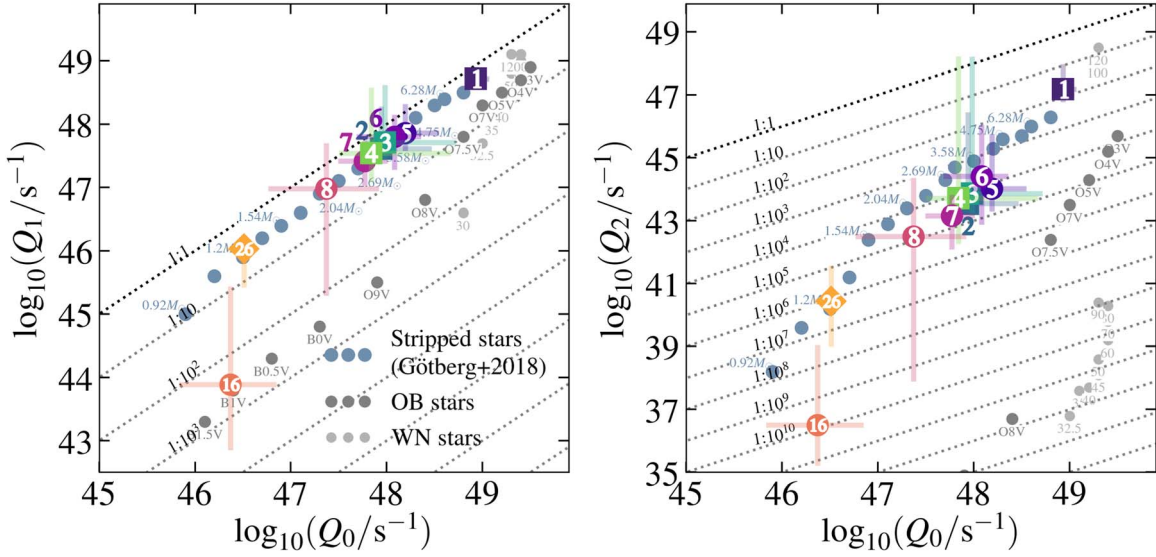 log10(Q1/s⁻¹)
49
48
47
46
45
44
43
1:1
1:10
1:10²
1:10³
6.28M☉
4.75M☉
2.69M☉
2.04M☉
1.54M☉
1.2M☉
0.92M☉
1
2
3
4
5
6
7
8
16
26
O3V
O4V
O5V
O7V
O7.5V
O8V
O9V
B0V
B0.5V
B1V
35
30
Stripped stars
(Götberg+2018)
OB stars
WN stars
45
46
47
48
49
log10(Q0/s⁻¹)
log10(Q2/s⁻¹)
49
47
45
43
41
39
37
35
1:1
1:10
1:10²
1:10³
1:10⁴
1:10⁵
1:10⁶
1:10⁷
1:10⁸
1:10⁹
1:10¹⁰
6.28M☉
4.75M☉
3.58M☉
2.69M☉
2.04M☉
1.54M☉
1.2M☉
0.92M☉
1
2
3
4
5
6
7
8
16
26
120
100
O4V
O5V
O7V
O7.5V
O8V
90
50
45
40
32.5
45
46
47
48
49
log10(Q0/s⁻¹)